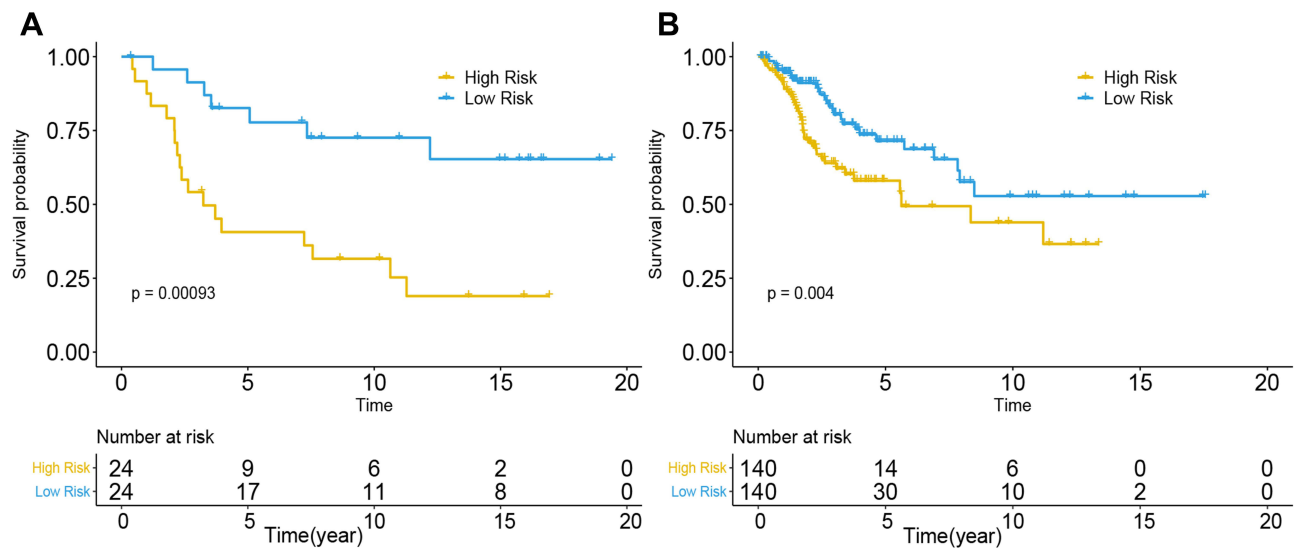 A
Survival probability
1.00
0.75
0.50
0.25
0.00
High Risk
Low Risk
p = 0.00093
0 5 10 15 20
Time
Number at risk
High Risk 24 9 6 2 0
Low Risk 24 17 11 8 0
0 5 10 15 20
Time(year)
B
Survival probability
1.00
0.75
0.50
0.25
0.00
High Risk
Low Risk
p = 0.004
0 5 10 15 20
Time
Number at risk
High Risk 140 14 6 0 0
Low Risk 140 30 10 2 0
0 5 10 15 20
Time(year)